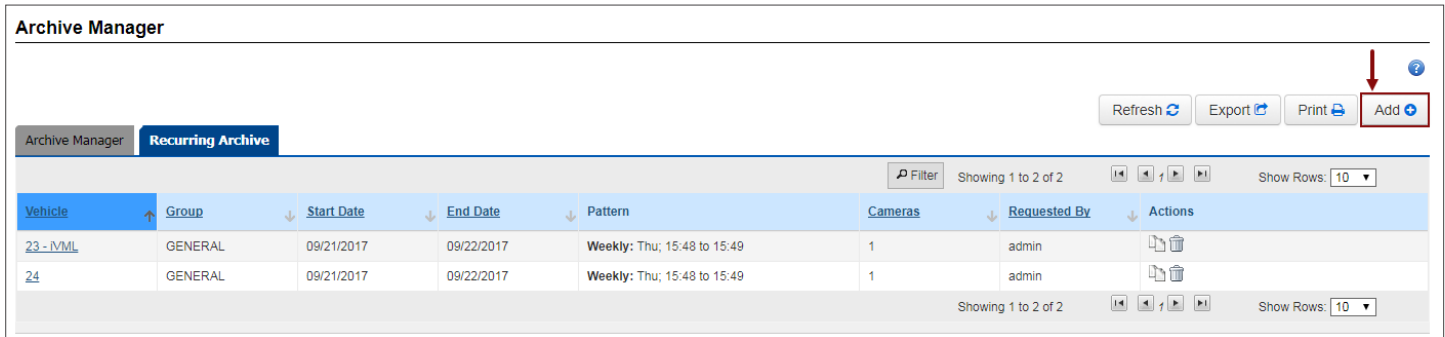 Archive Manager
?
Refresh Export Print Add
Archive Manager Recurring Archive
Filter Showing 1 to 2 of 2 1 Show Rows: 10
Vehicle Group Start Date End Date Pattern Cameras Requested By Actions
23 - iVML GENERAL 09/21/2017 09/22/2017 Weekly: Thu; 15:48 to 15:49 1 admin
24 GENERAL 09/21/2017 09/22/2017 Weekly: Thu; 15:48 to 15:49 1 admin
Showing 1 to 2 of 2 1 Show Rows: 10